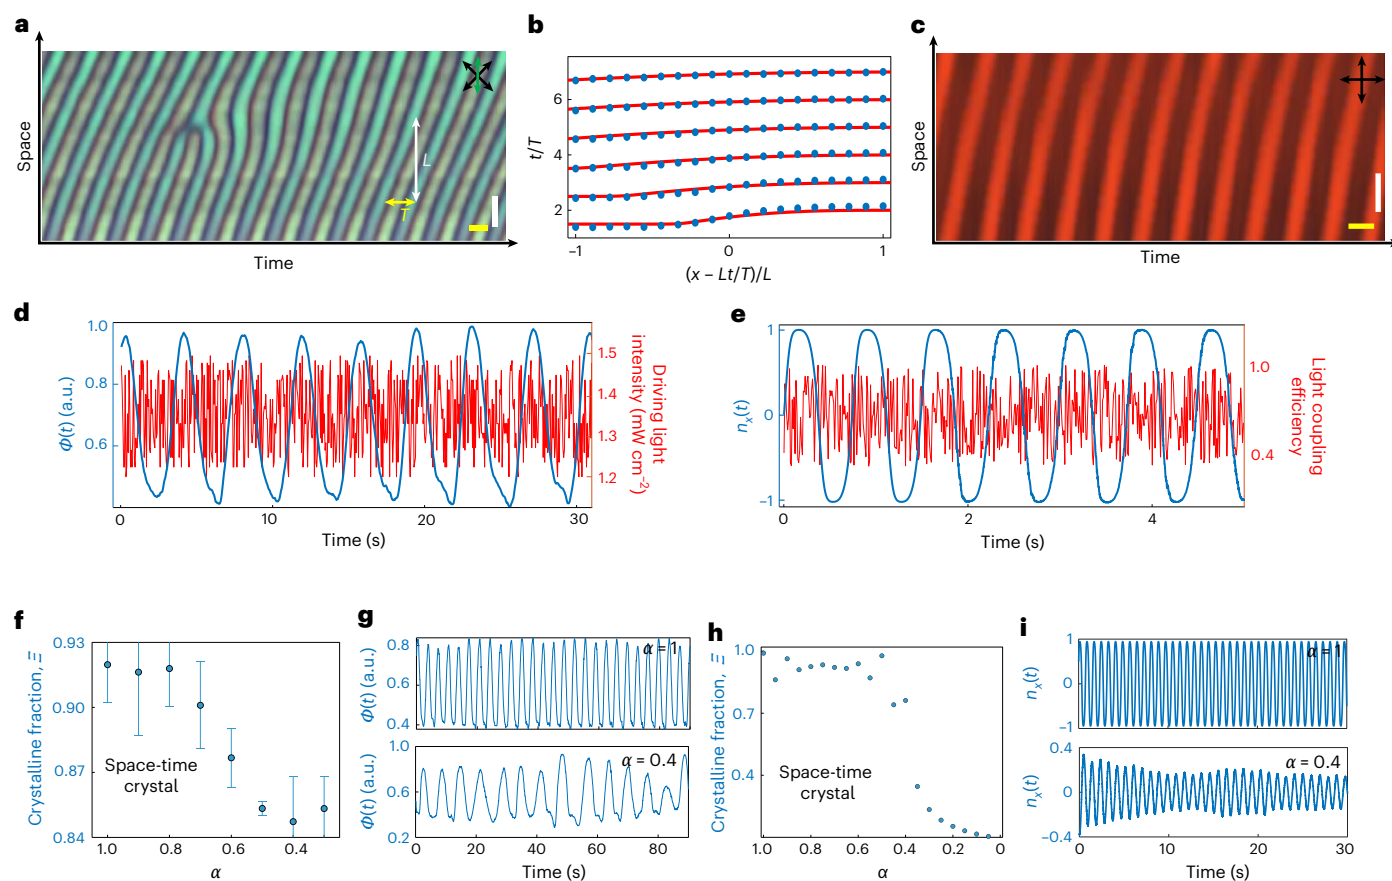 a
Space
L
T
Time
b
t/T
6
4
2
−1
0
1
(x – Lt/T)/L
c
Space
Time
d
Φ(t) (a.u.)
1.0
0.8
0.6
1.5
1.4
1.3
1.2
Driving light
intensity (mW cm−2)
0
10
20
30
Time (s)
e
nx(t)
1
0
−1
1.0
0.4
Light coupling
efficiency
0
2
4
Time (s)
f
Crystalline fraction, Ξ
0.93
0.90
0.87
0.84
Space-time
crystal
1.0
0.8
0.6
0.4
α
g
Φ(t) (a.u.)
0.8
0.6
0.4
α = 1
Φ(t) (a.u.)
1.0
0.6
0.2
α = 0.4
0
20
40
60
80
Time (s)
h
Crystalline fraction, Ξ
1.0
0.7
0.4
Space-time
crystal
1.0
0.8
0.6
0.4
0.2
0
α
i
nx(t)
1
0
−1
α = 1
nx(t)
0.4
0
−0.4
α = 0.4
0
10
20
30
Time (s)